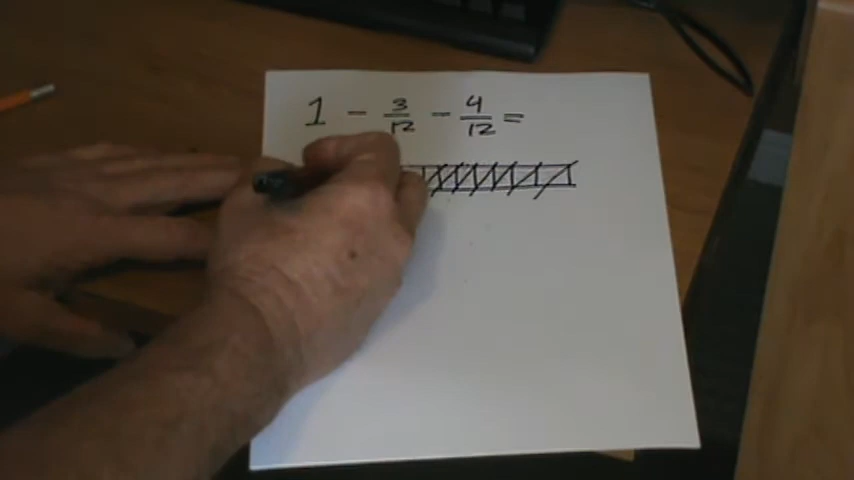 1 - 3/12 - 4/12 =